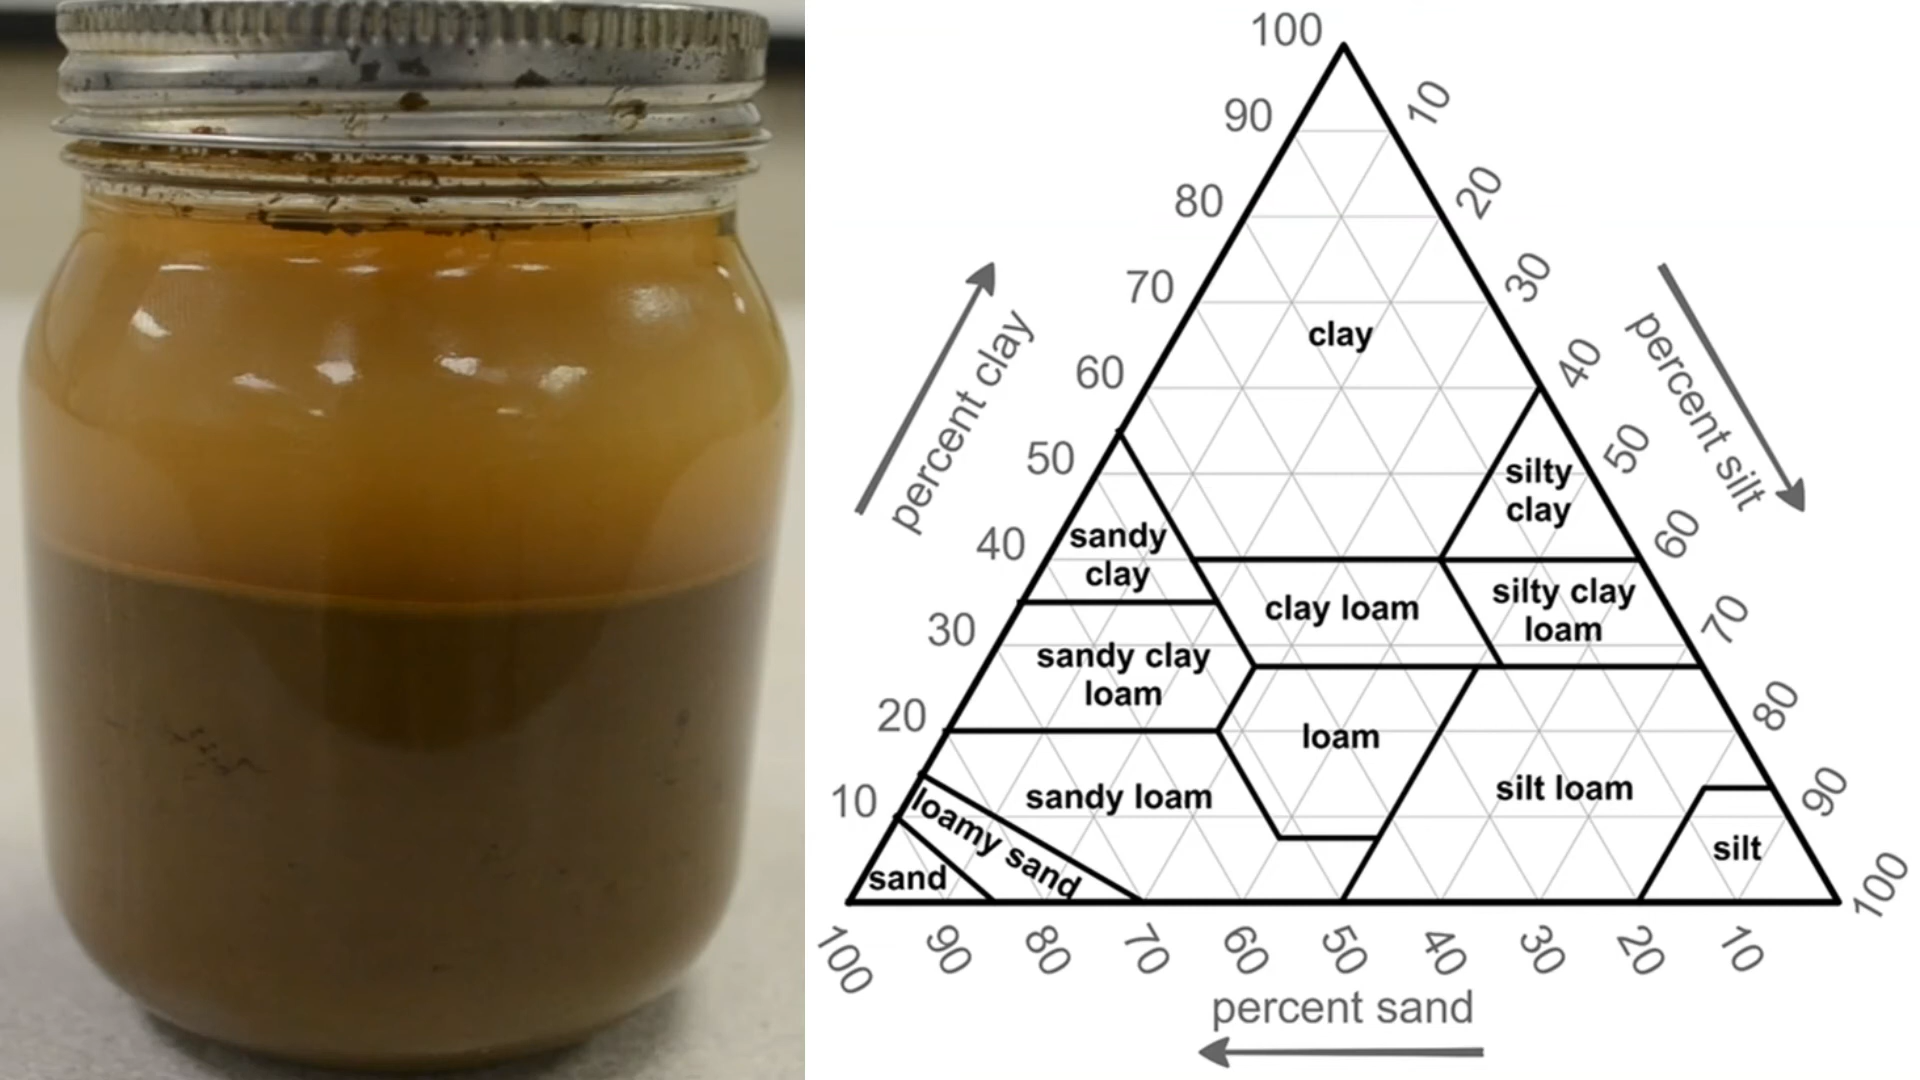 100
90
10
80
20
70
30
percent clay
percent silt
clay
60
40
50
50
silty
clay
40
60
sandy
clay
30
70
clay loam
silty clay
loam
sandy clay
loam
20
80
loam
10
90
sandy loam
silt loam
loamy sand
silt
sand
100
100
90
80
70
60
50
40
30
20
10
percent sand